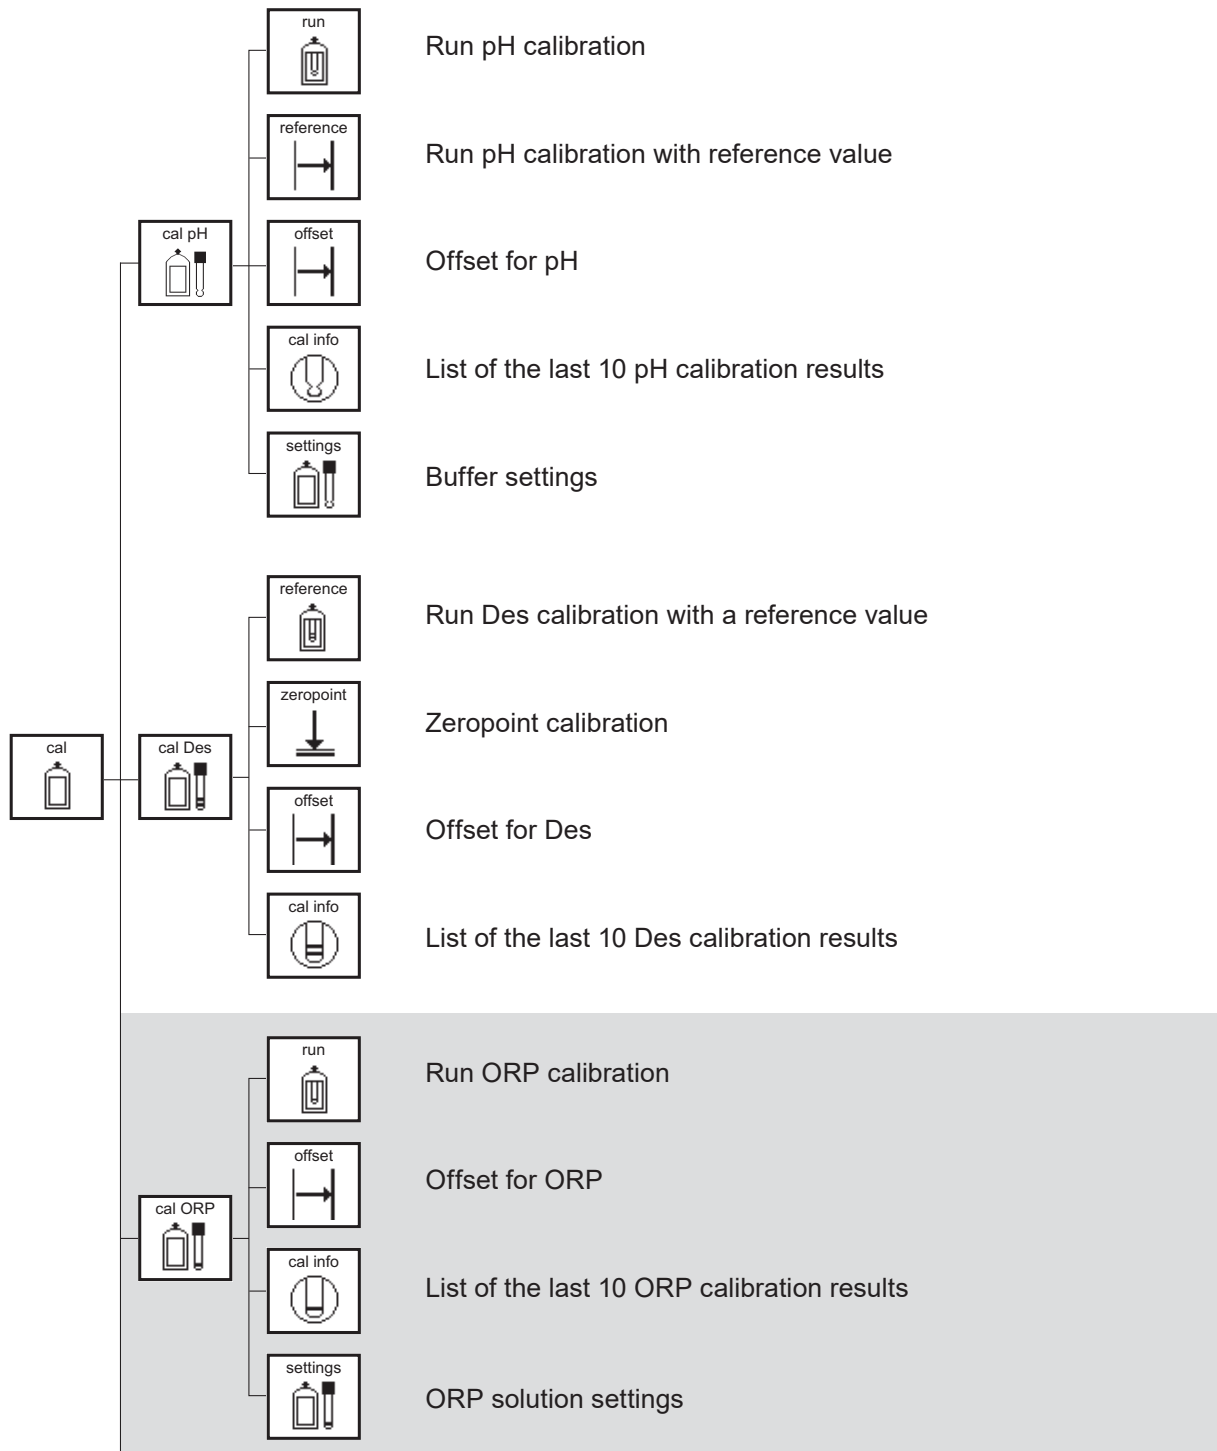 run
Run pH calibration
reference
Run pH calibration with reference value
cal pH
offset
Offset for pH
cal info
List of the last 10 pH calibration results
settings
Buffer settings
reference
Run Des calibration with a reference value
zeropoint
Zeropoint calibration
cal
cal Des
offset
Offset for Des
cal info
List of the last 10 Des calibration results
run
Run ORP calibration
offset
Offset for ORP
cal ORP
cal info
List of the last 10 ORP calibration results
settings
ORP solution settings